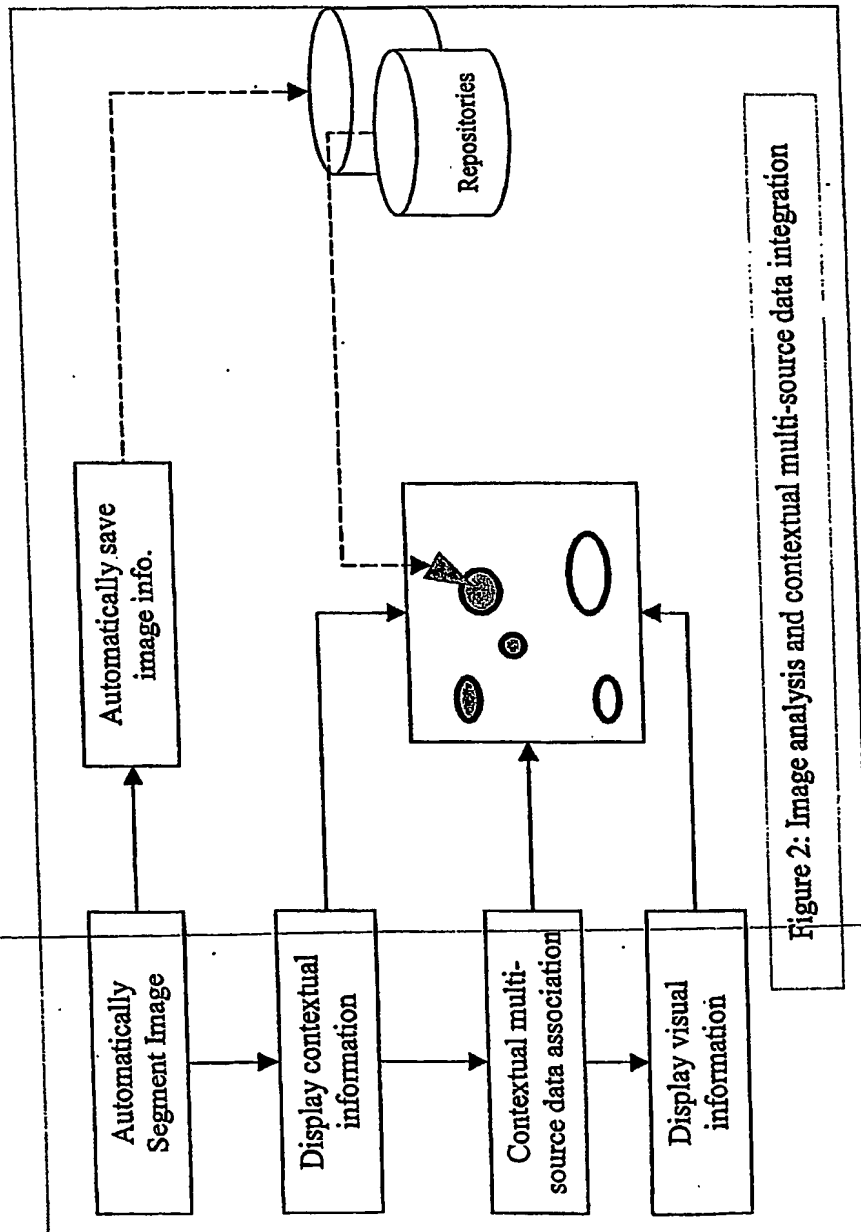 Automatically
Segment Image
Automatically save
image info.
Display contextual
information
Contextual multi-
source data association
Display visual
information
Repositories
Figure 2: Image analysis and contextual multi-source data integration